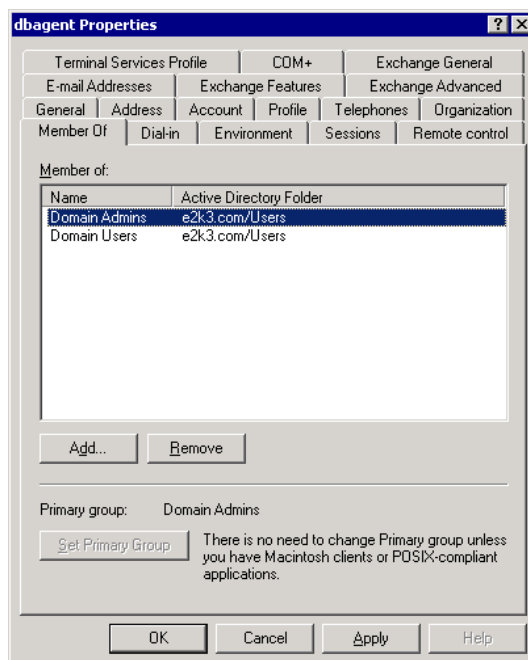 dbagent Properties
Terminal Services Profile COM+ Exchange General
E-mail Addresses Exchange Features Exchange Advanced
General Address Account Profile Telephones Organization
Member Of Dial-in Environment Sessions Remote control
Member of:
Name Active Directory Folder
Domain Admins e2k3.com/Users
Domain Users e2k3.com/Users
Add... Remove
Primary group: Domain Admins
Set Primary Group
There is no need to change Primary group unless
you have Macintosh clients or POSIX-compliant
applications.
OK Cancel Apply Help